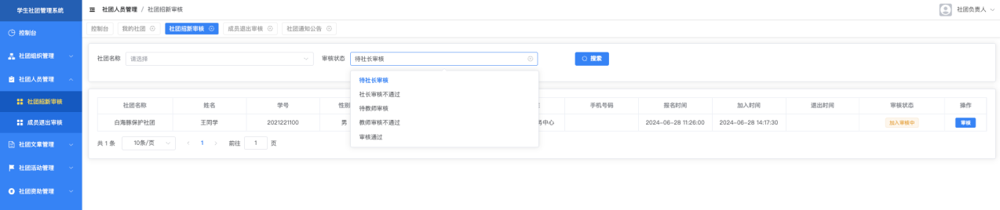 学生社团管理系统
社团人员管理 / 社团招新审核
社团负责人
控制台
我的社团
社团招新审核
成员退出审核
社团通知公告
控制台
社团组织管理
社团人员管理
社团招新审核
成员退出审核
社团文章管理
社团活动管理
社团资助管理
社团名称 请选择
审核状态 待社长审核
搜索
待社长审核
社长审核不通过
待教师审核
教师审核不通过
审核通过
社团名称 姓名 学号 性别 手机号码 报名时间 加入时间 退出时间 审核状态 操作
白海豚保护社团 王同学 2021221100 男 务中心 2024-06-28 11:26:00 2024-06-28 14:17:30 加入审核中 审核
共 1 条 10条/页 1 前往 1 页